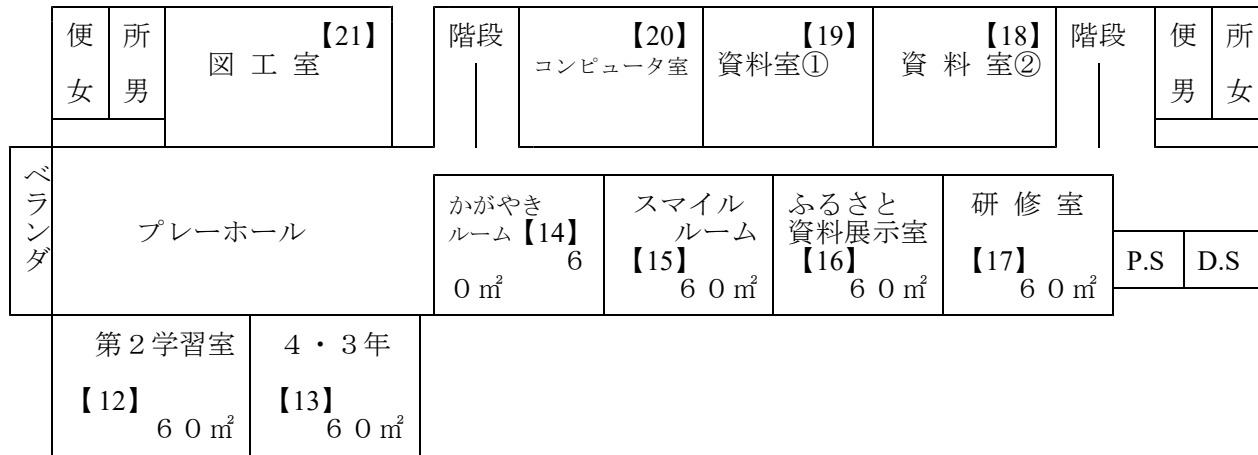 便所
女男
【21】
図工室
階段
【20】
コンピュータ室
【19】
資料室①
【18】
資料室②
階段
便所
男女
ベランダ
プレーホール
かがやき
ルーム【14】
6
0㎡
スマイル
ルーム
【15】
60㎡
ふるさと
資料展示室
【16】
60㎡
研修室
【17】
60㎡
P.S
D.S
第2学習室
【12】
60㎡
4・3年
【13】
60㎡